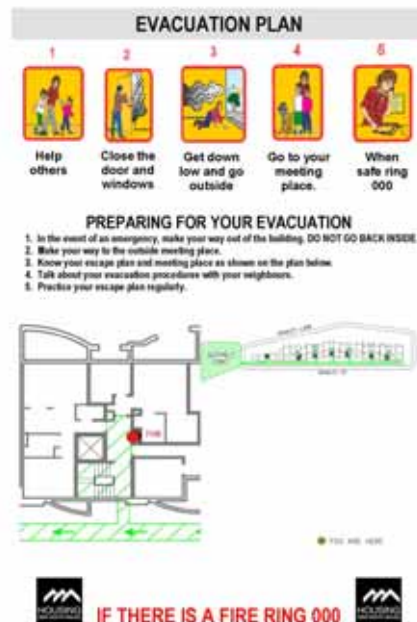 EVACUATION PLAN
1 2 3 4 5
Help others
Close the door and windows
Get down low and go outside
Go to your meeting place.
When safe ring 000
PREPARING FOR YOUR EVACUATION
1. In the event of an emergency, make your way out of the building. DO NOT GO BACK INSIDE
2. Make your way to the outside meeting place.
3. Know your escape plan and meeting place as shown on the plan below.
4. Talk about your evacuation procedures with your neighbours.
5. Practice your escape plan regularly.
YOU ARE HERE
HOUSING
HOUSING
IF THERE IS A FIRE RING 000